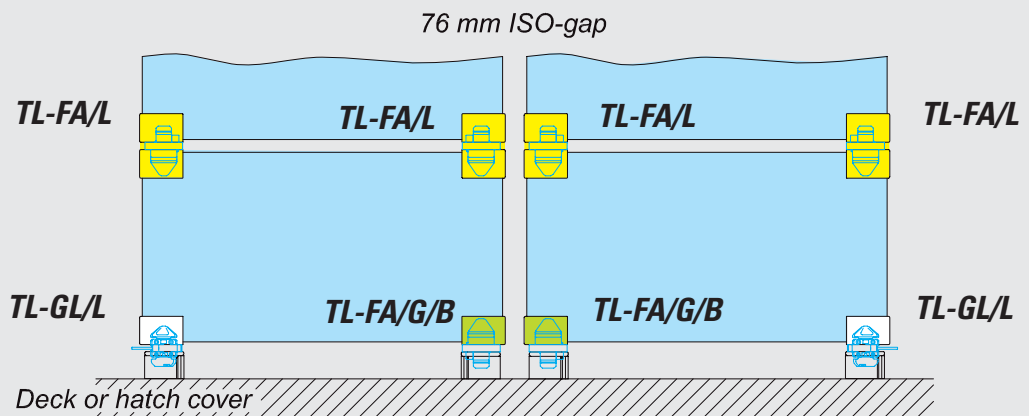 76 mm ISO-gap
TL-FA/L
TL-FA/L
TL-FA/L
TL-FA/L
TL-GL/L
TL-FA/G/B
TL-FA/G/B
TL-GL/L
Deck or hatch cover